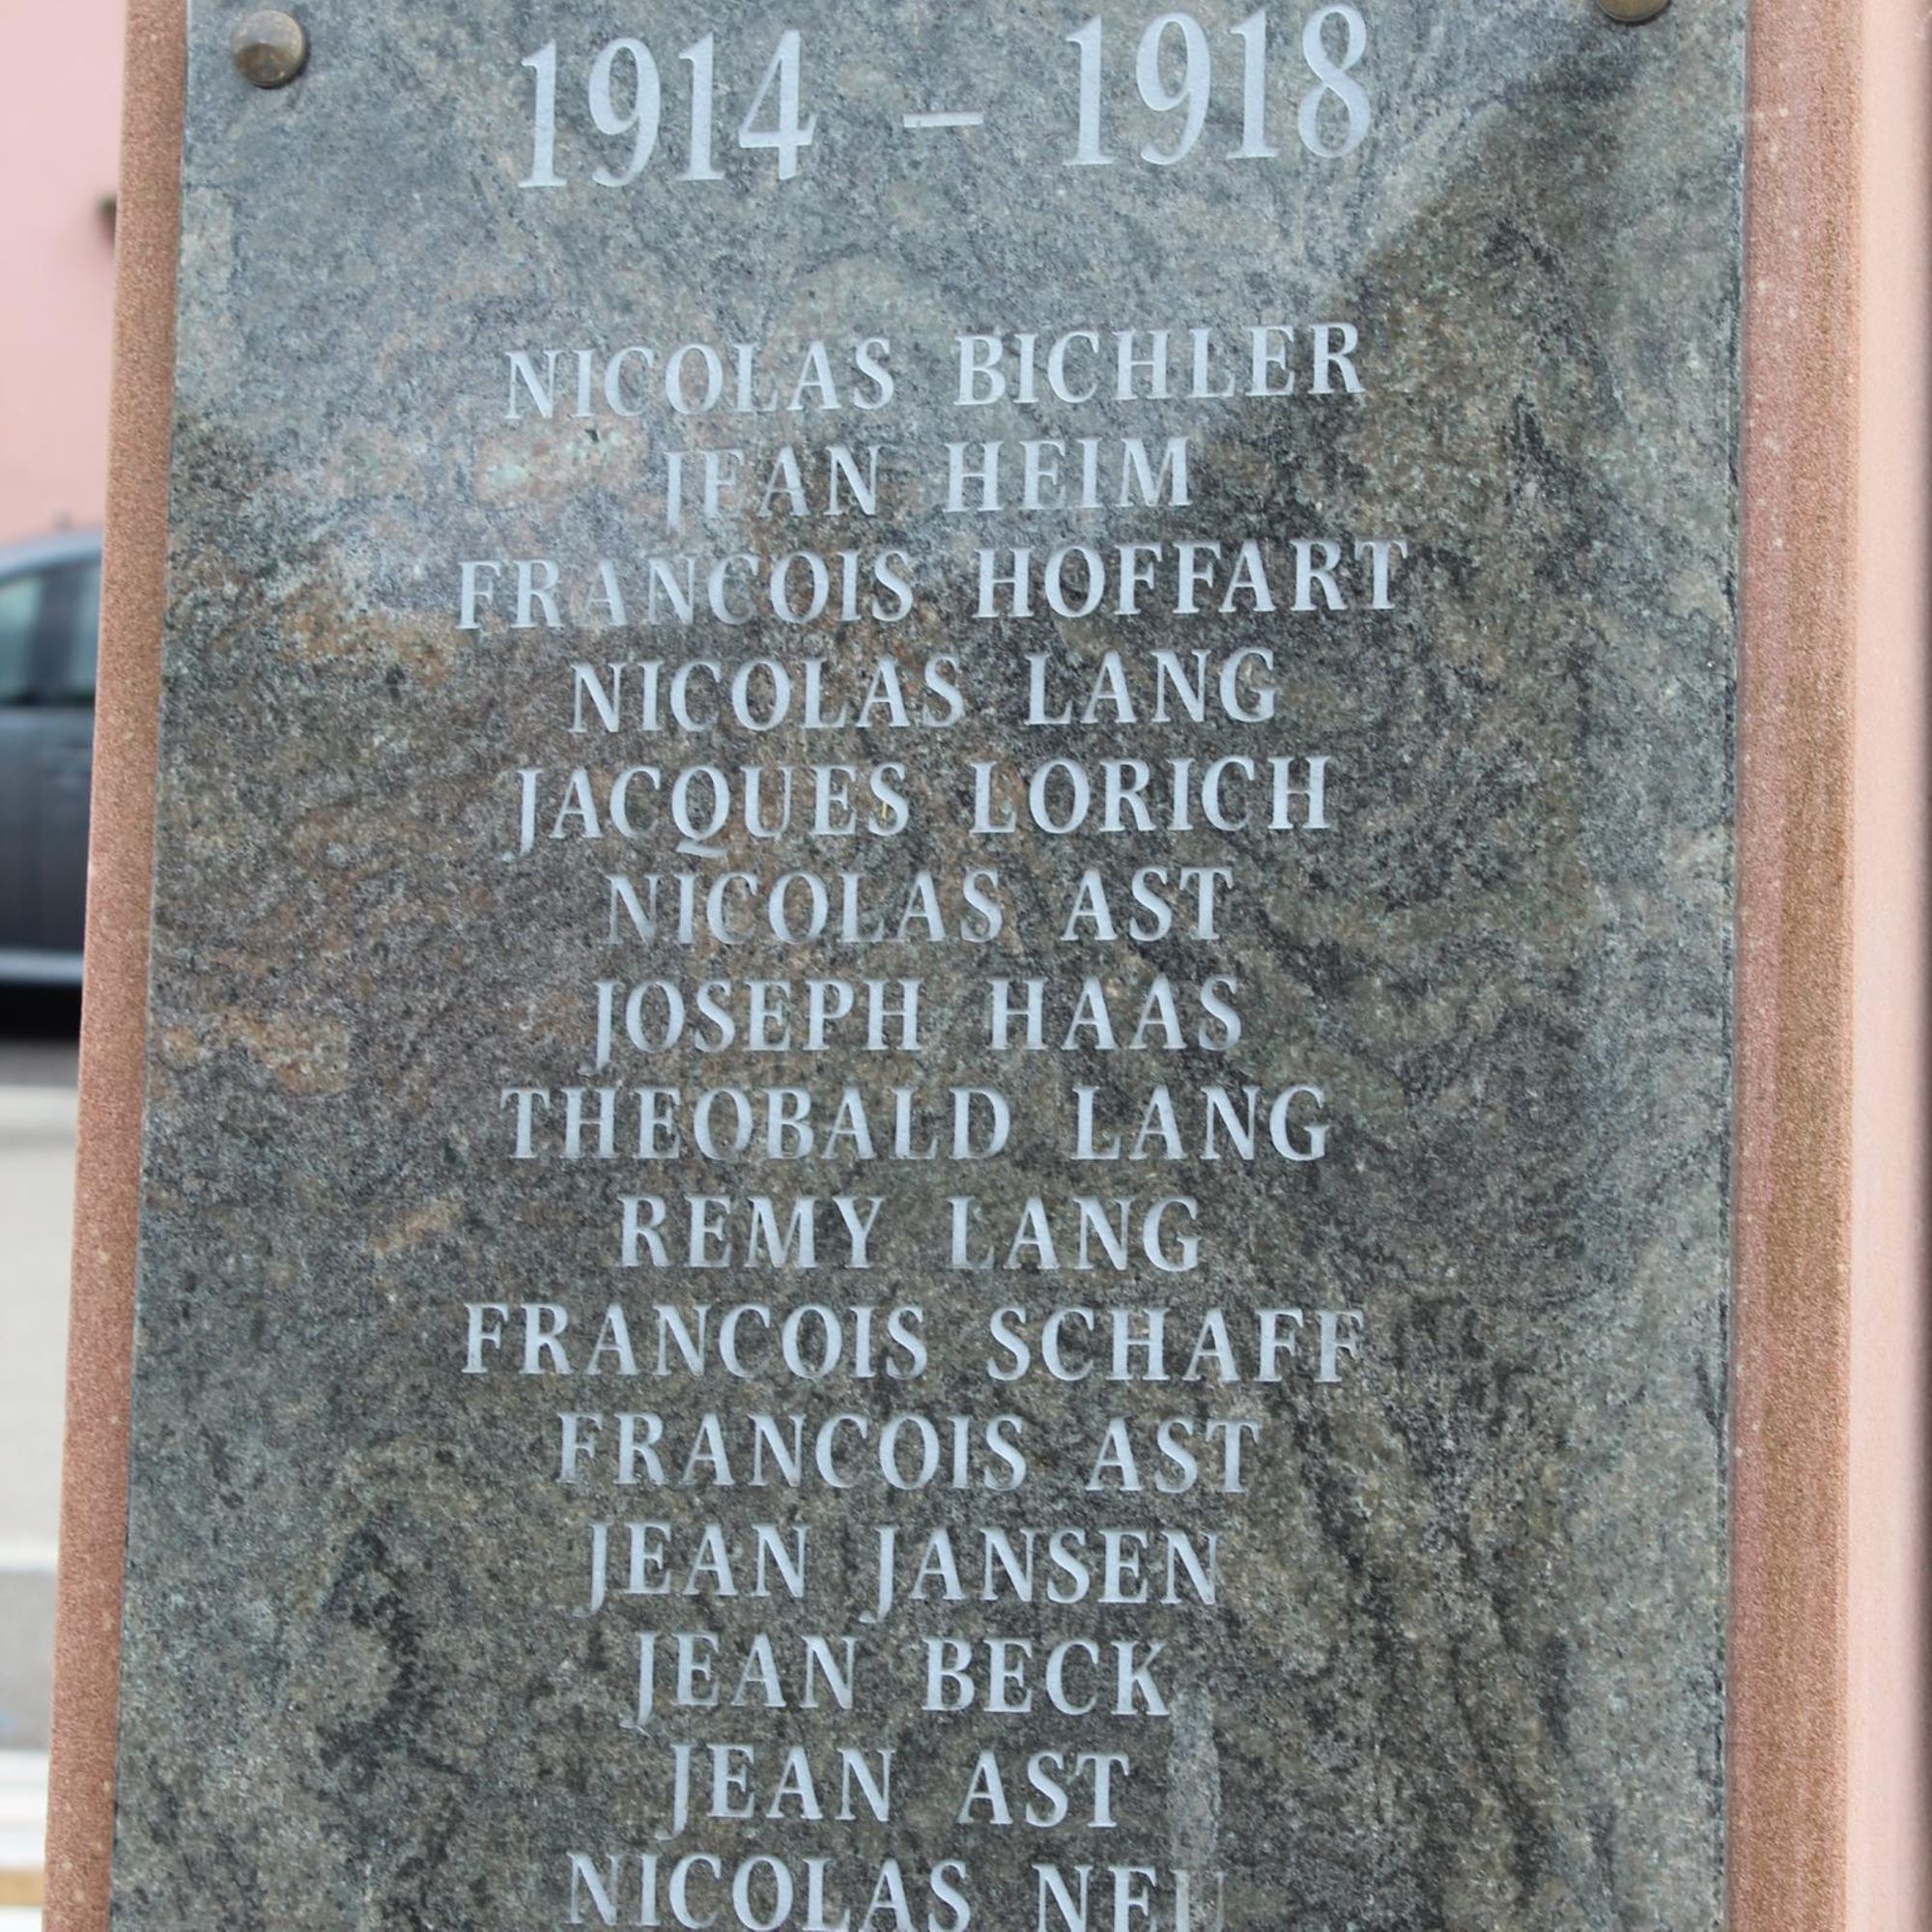 1914 – 1918
NICOLAS BICHLER
JEAN HEIM
FRANCOIS HOFFART
NICOLAS LANG
JACQUES LORICH
NICOLAS AST
JOSEPH HAAS
THEOBALD LANG
REMY LANG
FRANCOIS SCHAFF
FRANCOIS AST
JEAN JANSEN
JEAN BECK
JEAN AST
NICOLAS NEU